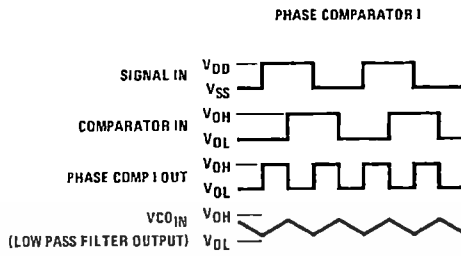 PHASE COMPARATOR I
SIGNAL IN
VDD
VSS
COMPARATOR IN
VOH
VOL
PHASE COMP I OUT
VOH
VOL
VCOIN
(LOW PASS FILTER OUTPUT)
VOH
VOL